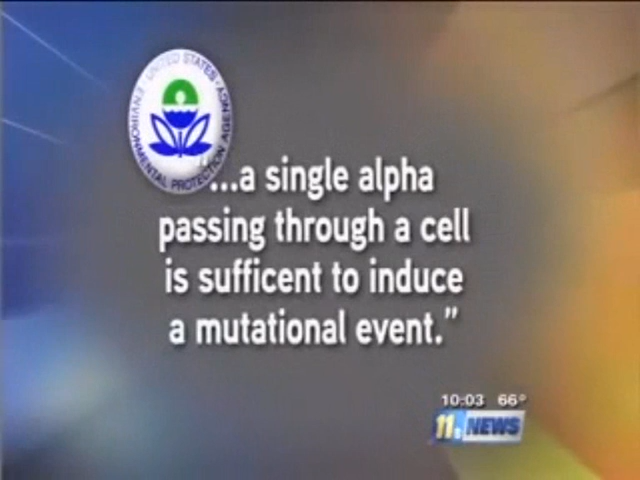 UNITED STATES
ENVIRONMENTAL PROTECTION AGENCY
"...a single alpha
passing through a cell
is sufficent to induce
a mutational event."
10:03 66°
11 NEWS